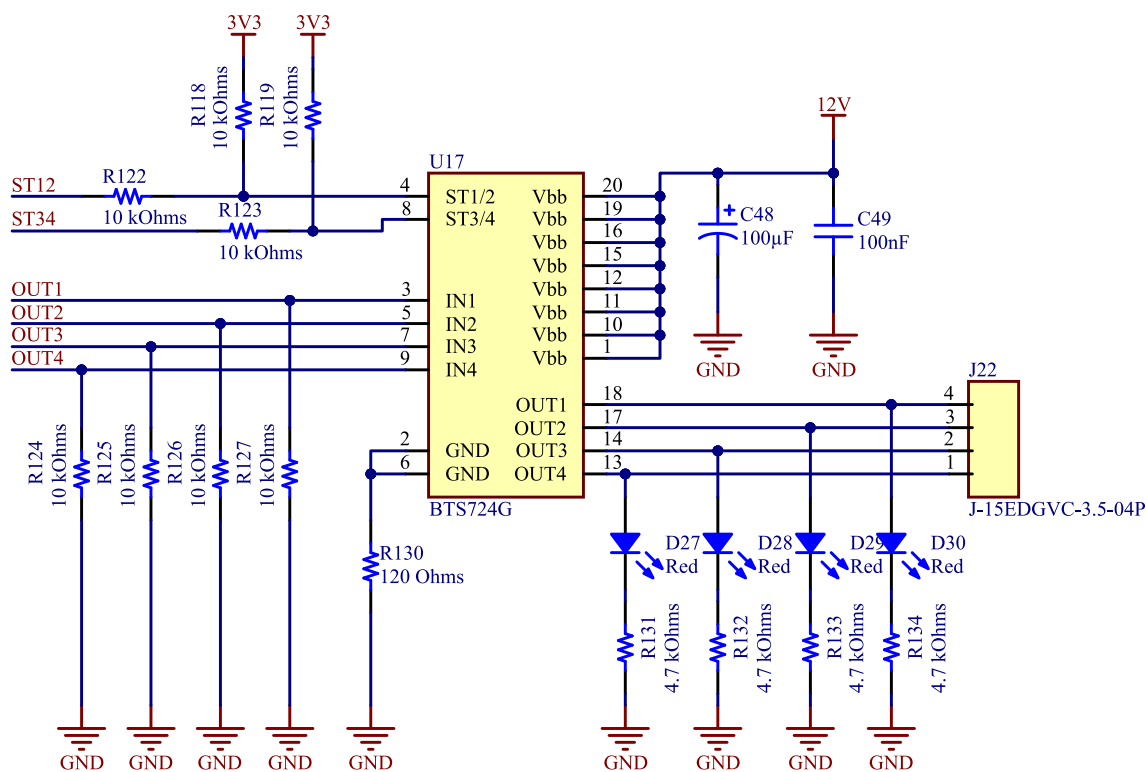 3V3 3V3
R118
10 kOhms
R119
10 kOhms
12V
U17
ST12
R122
10 kOhms
4 ST1/2
ST34
R123
10 kOhms
8 ST3/4
Vbb 20
Vbb 19
Vbb 16
Vbb 15
Vbb 12
Vbb 11
Vbb 10
Vbb 1
C48
100µF
C49
100nF
GND GND
OUT1 3 IN1
OUT2 5 IN2
OUT3 7 IN3
OUT4 9 IN4
2 GND
6 GND
OUT1 18
OUT2 17
OUT3 14
OUT4 13
BTS724G
J22
4
3
2
1
J-15EDGVC-3.5-04P
R124
10 kOhms
R125
10 kOhms
R126
10 kOhms
R127
10 kOhms
R130
120 Ohms
D27
Red
D28
Red
D29
Red
D30
Red
R131
4.7 kOhms
R132
4.7 kOhms
R133
4.7 kOhms
R134
4.7 kOhms
GND GND GND GND GND GND GND GND GND